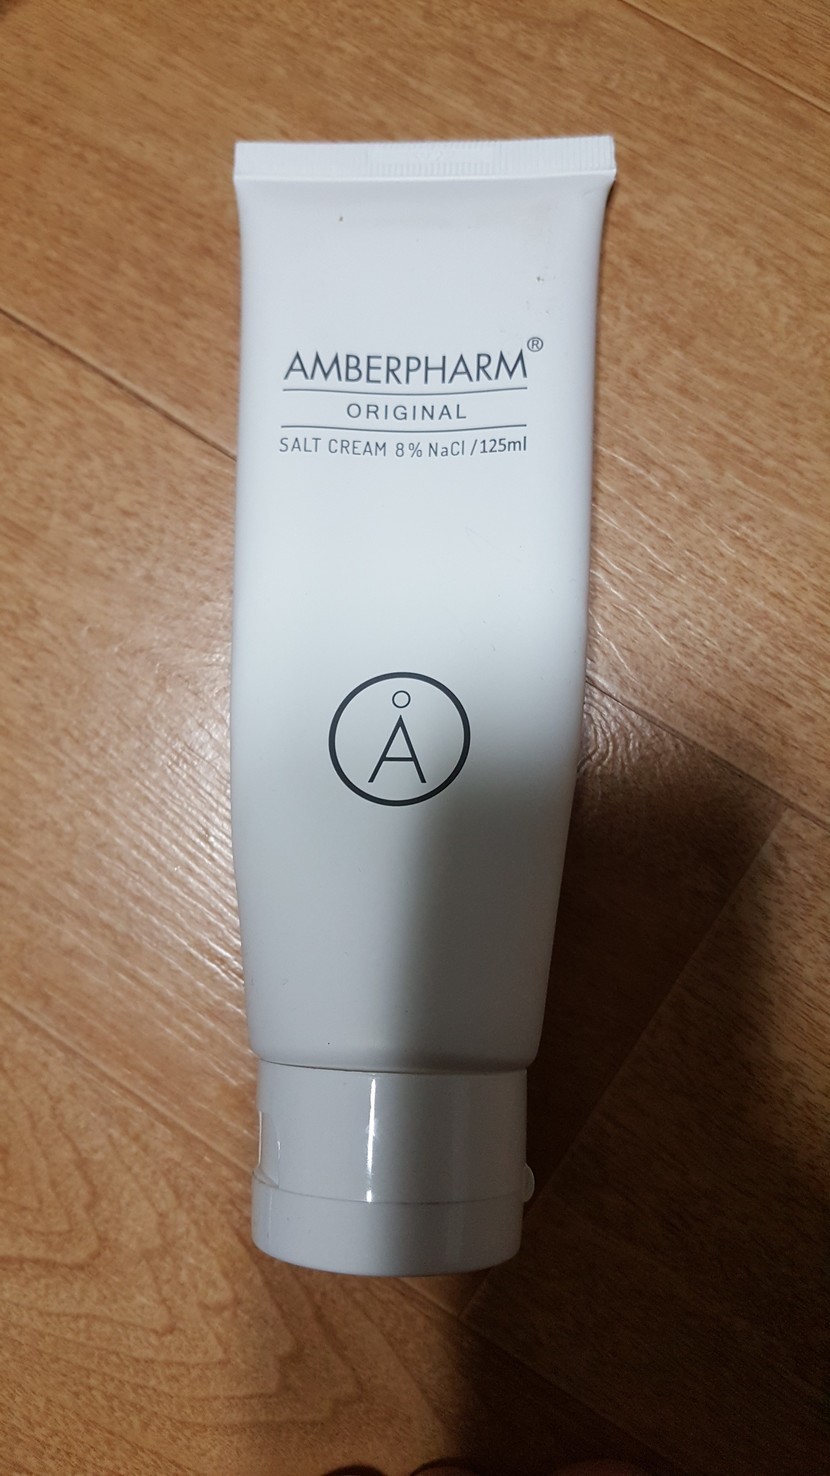 AMBERPHARM®
ORIGINAL
SALT CREAM 8% NaCl /125ml
Å